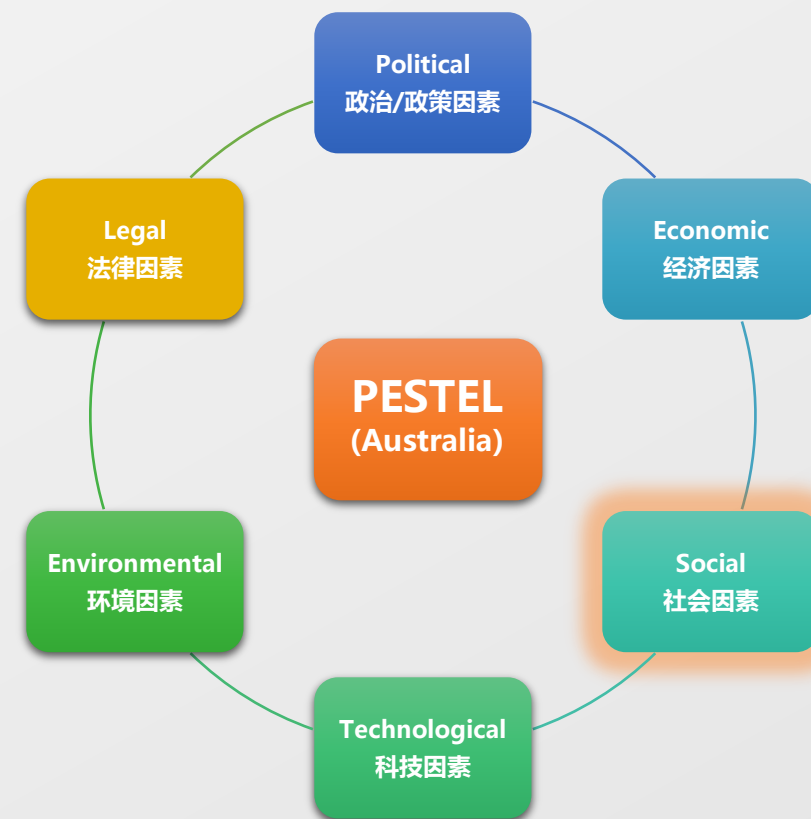 Political
政治/政策因素
Legal
法律因素
Economic
经济因素
PESTEL
(Australia)
Environmental
环境因素
Social
社会因素
Technological
科技因素